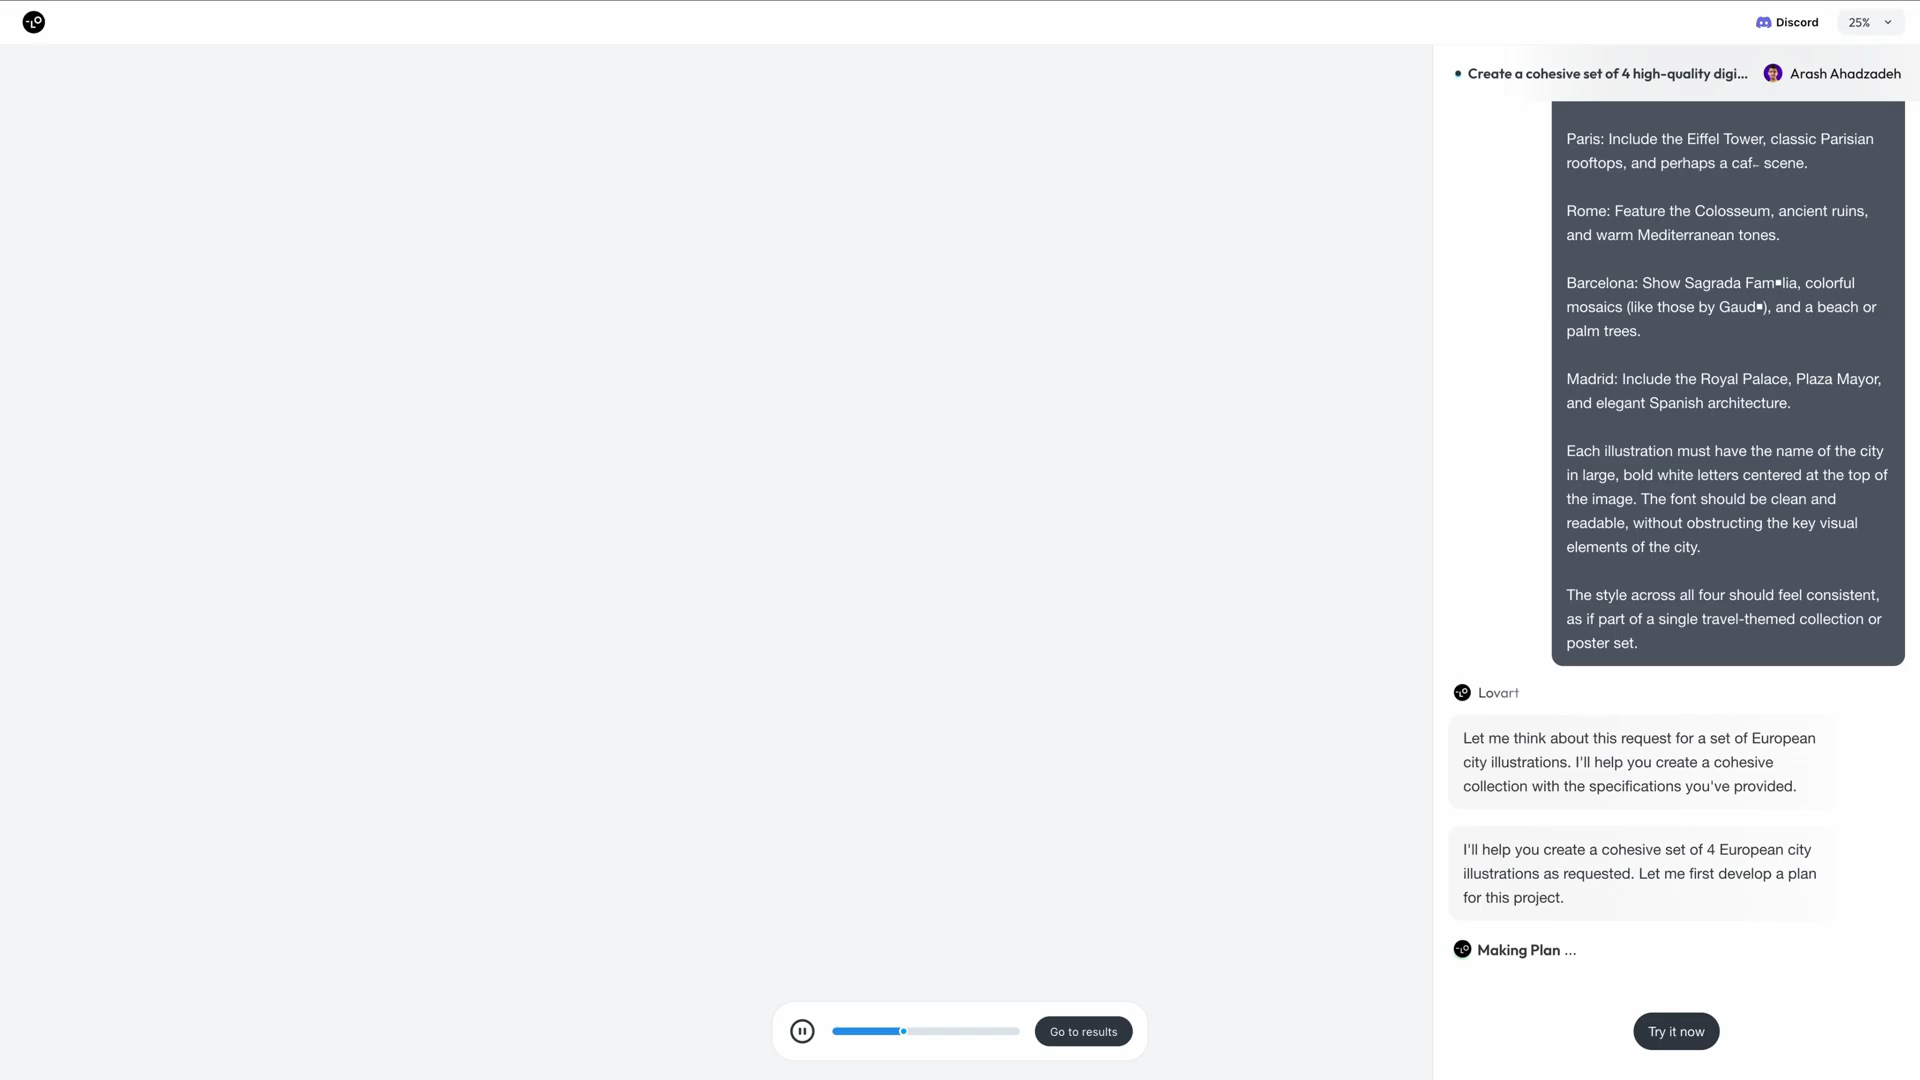 Discord
25%
Create a cohesive set of 4 high-quality digi...
Arash Ahadzadeh
Paris: Include the Eiffel Tower, classic Parisian
rooftops, and perhaps a caf scene.
Rome: Feature the Colosseum, ancient ruins,
and warm Mediterranean tones.
Barcelona: Show Sagrada Fam■lia, colorful
mosaics (like those by Gaud■), and a beach or
palm trees.
Madrid: Include the Royal Palace, Plaza Mayor,
and elegant Spanish architecture.
Each illustration must have the name of the city
in large, bold white letters centered at the top of
the image. The font should be clean and
readable, without obstructing the key visual
elements of the city.
The style across all four should feel consistent,
as if part of a single travel-themed collection or
poster set.
Lovart
Let me think about this request for a set of European
city illustrations. I'll help you create a cohesive
collection with the specifications you've provided.
I'll help you create a cohesive set of 4 European city
illustrations as requested. Let me first develop a plan
for this project.
Making Plan ...
Go to results
Try it now